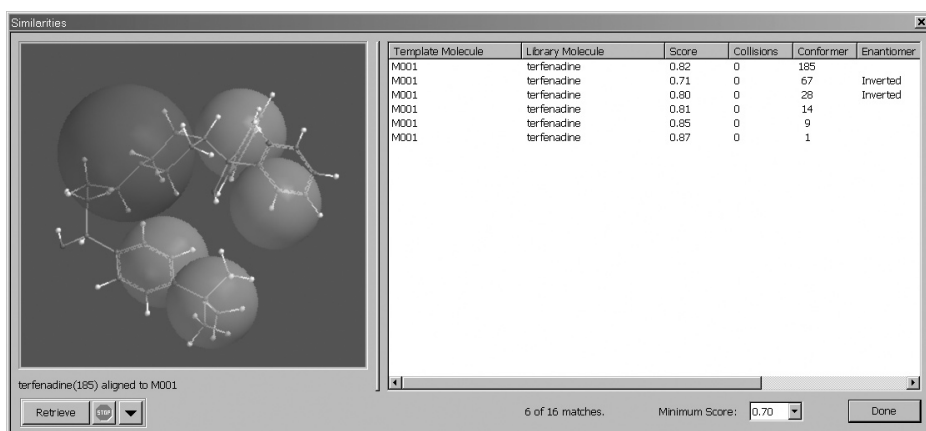 Similarities
Template Molecule Library Molecule Score Collisions Conformer Enantiomer
M001 terfenadine 0.82 0 185
M001 terfenadine 0.71 0 67 Inverted
M001 terfenadine 0.80 0 28 Inverted
M001 terfenadine 0.81 0 14
M001 terfenadine 0.85 0 9
M001 terfenadine 0.87 0 1
terfenadine(185) aligned to M001
Retrieve STOP 6 of 16 matches. Minimum Score: 0.70 Done